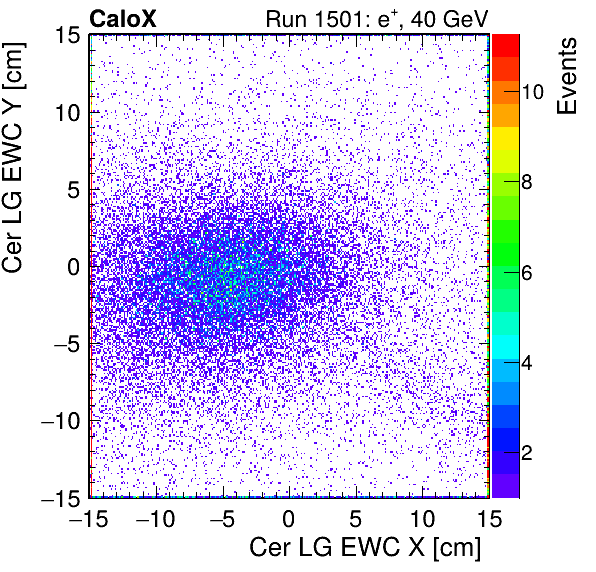 CaloX Run 1501: e+, 40 GeV
Cer LG EWC Y [cm]
15
10
5
0
−5
−10
−15
−15 −10 −5 0 5 10 15
Cer LG EWC X [cm]
Events
10
8
6
4
2